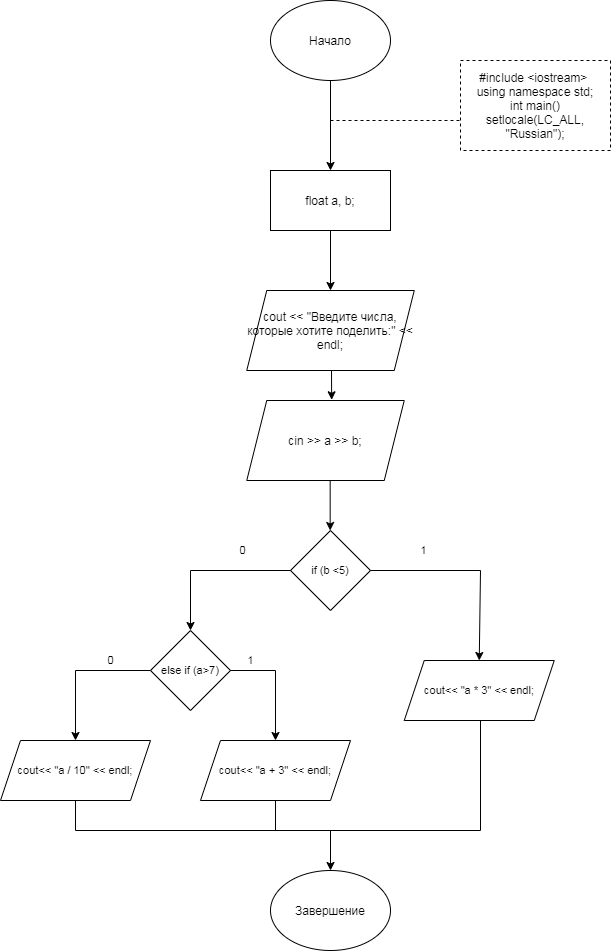 Начало
#include <iostream>
using namespace std;
int main()
setlocale(LC_ALL,
"Russian");
float a, b;
cout << "Введите числа,
которые хотите поделить:" <<
endl;
cin >> a >> b;
0
1
if (b <5)
0
1
else if (a>7)
cout<< "a * 3" << endl;
cout<< "a / 10" << endl;
cout<< "a + 3" << endl;
Завершение